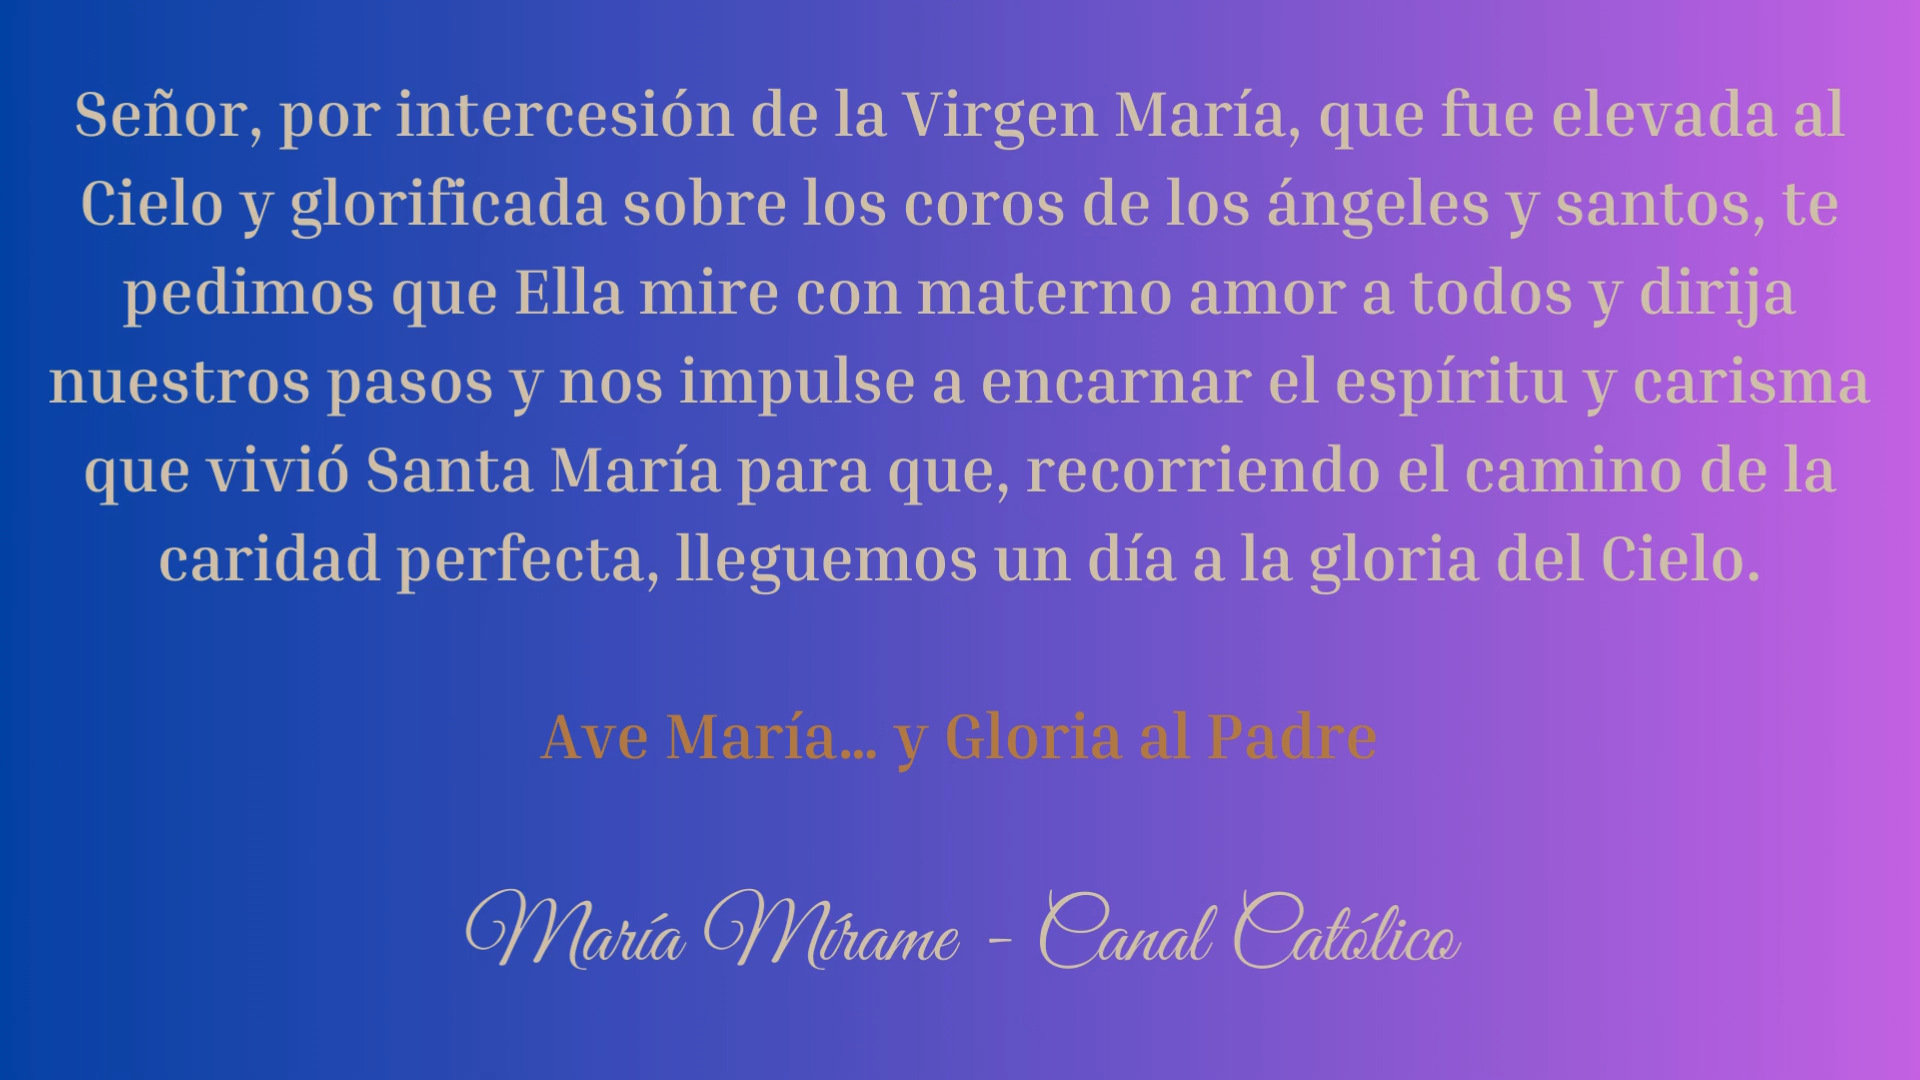 Señor, por intercesión de la Virgen María, que fue elevada al
Cielo y glorificada sobre los coros de los ángeles y santos, te
pedimos que Ella mire con materno amor a todos y dirija
nuestros pasos y nos impulse a encarnar el espíritu y carisma
que vivió Santa María para que, recorriendo el camino de la
caridad perfecta, lleguemos un día a la gloria del Cielo.
Ave María... y Gloria al Padre
María Mírame - Canal Católico